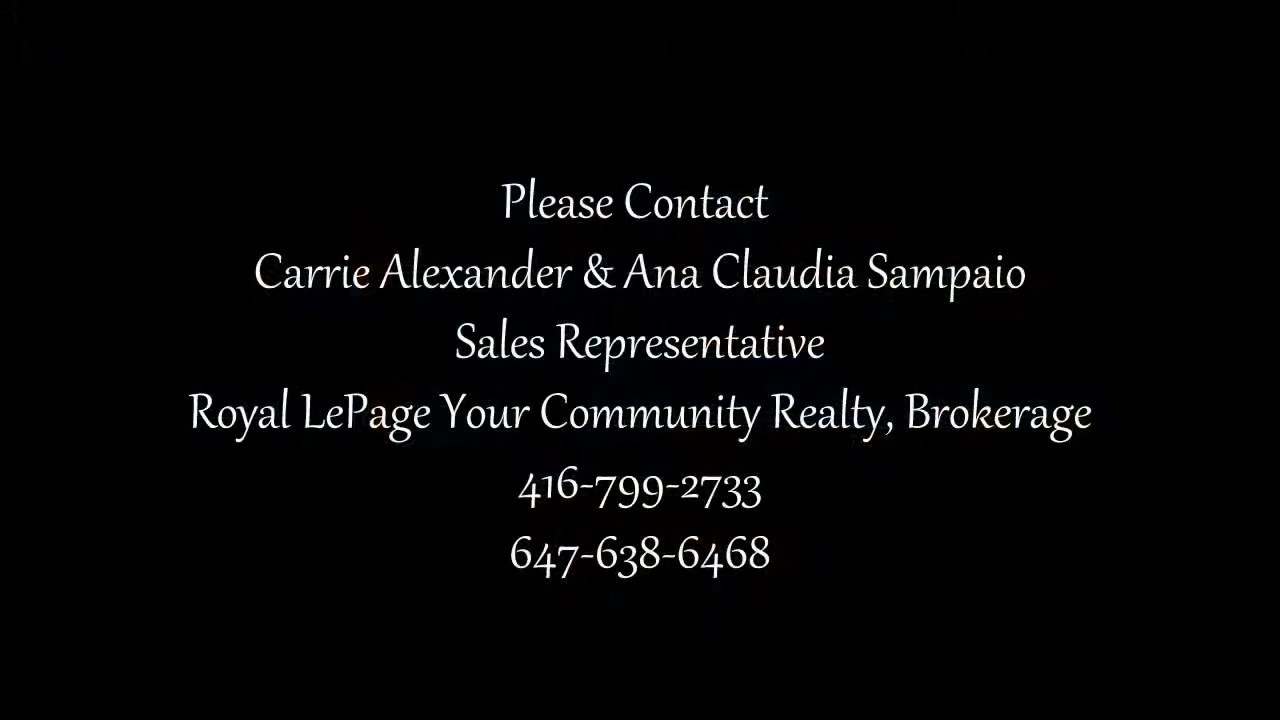 Please Contact
Carrie Alexander & Ana Claudia Sampaio
Sales Representative
Royal LePage Your Community Realty, Brokerage
416-799-2733
647-638-6468